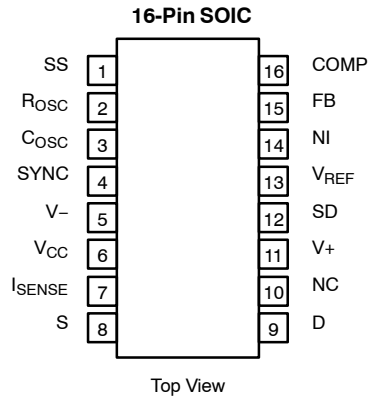 16-Pin SOIC
SS 1 16 COMP
ROSC 2 15 FB
COSC 3 14 NI
SYNC 4 13 VREF
V− 5 12 SD
VCC 6 11 V+
ISENSE 7 10 NC
S 8 9 D
Top View